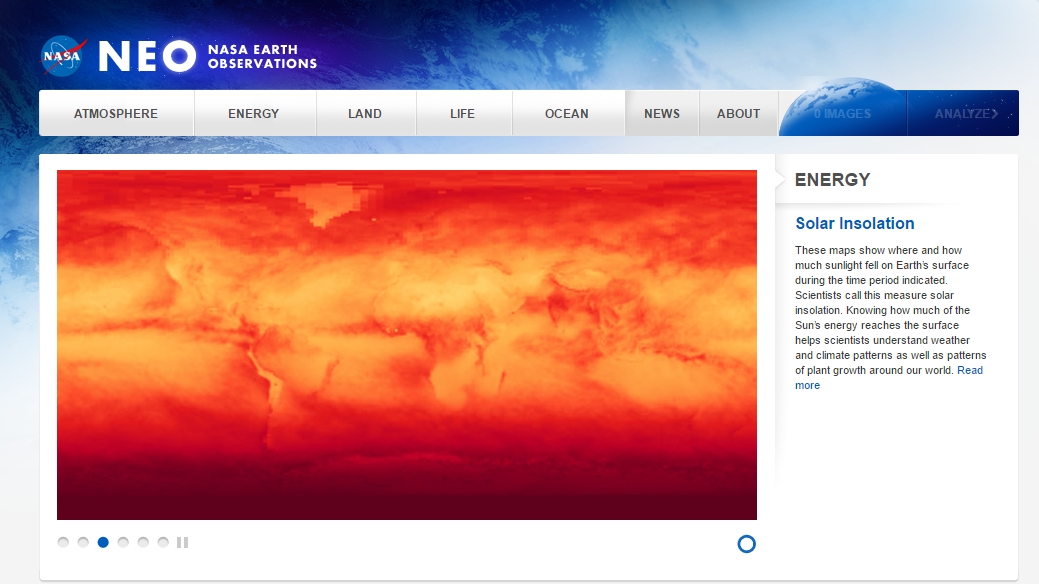 NASA
NEO
NASA EARTH
OBSERVATIONS
ATMOSPHERE
ENERGY
LAND
LIFE
OCEAN
NEWS
ABOUT
0 IMAGES
ANALYZE
ENERGY
Solar Insolation
These maps show where and how
much sunlight fell on Earth's surface
during the time period indicated.
Scientists call this measure solar
insolation. Knowing how much of the
Sun's energy reaches the surface
helps scientists understand weather
and climate patterns as well as patterns
of plant growth around our world. Read
more